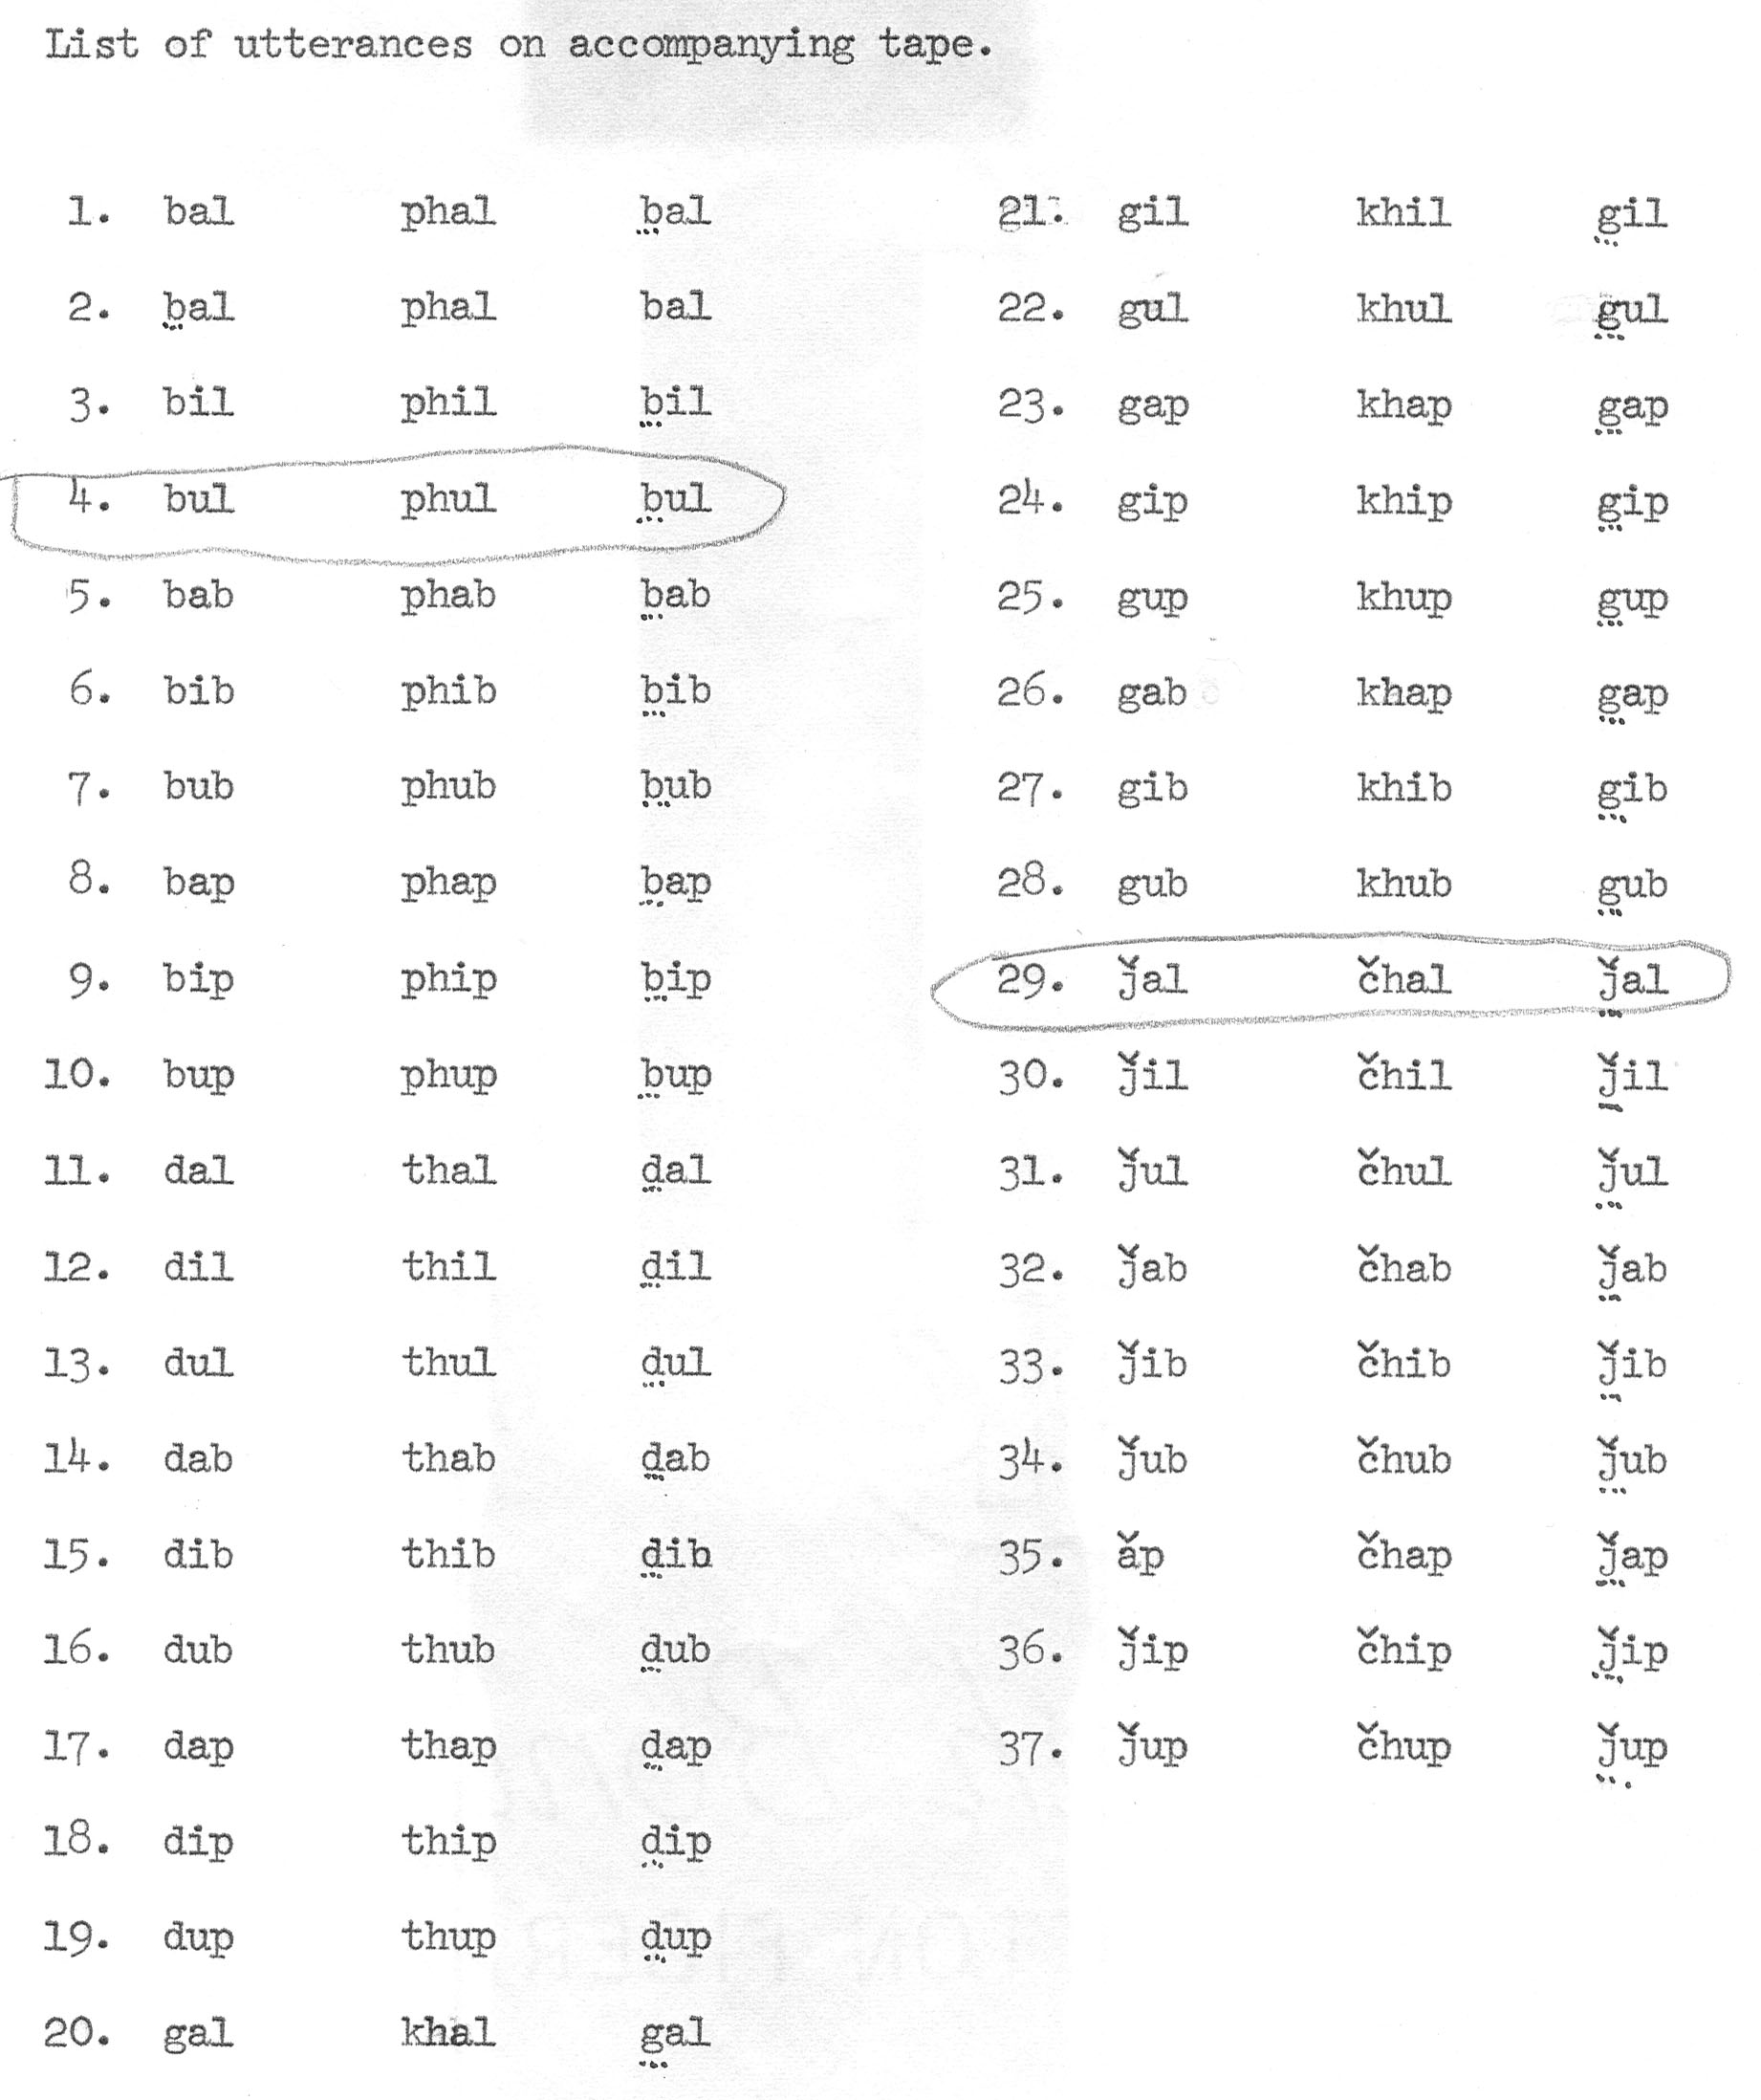 List of utterances on accompanying tape.
1. bal phal b⃨al
2. b⃨al phal bal
3. bil phil b⃨il
4. bul phul b⃨ul
5. bab phab b⃨ab
6. bib phib b⃨ib
7. bub phub b⃨ub
8. bap phap b⃨ap
9. bip phip b⃨ip
10. bup phup b⃨up
11. dal thal d⃨al
12. dil thil d⃨il
13. dul thul d⃨ul
14. dab thab d⃨ab
15. dib thib d⃨ib
16. dub thub d⃨ub
17. dap thap d⃨ap
18. dip thip d⃨ip
19. dup thup d⃨up
20. gal khal g⃨al
21. gil khil g⃨il
22. gul khul g⃨ul
23. gap khap g⃨ap
24. gip khip g⃨ip
25. gup khup g⃨up
26. gab khap g⃨ap
27. gib khib g⃨ib
28. gub khub g⃨ub
29. ǰal čhal ǰ⃨al
30. ǰil čhil ǰ⃨il
31. ǰul čhul ǰ⃨ul
32. ǰab čhab ǰ⃨ab
33. ǰib čhib ǰ⃨ib
34. ǰub čhub ǰ⃨ub
35. ǎp čhap ǰ⃨ap
36. ǰip čhip ǰ⃨ip
37. ǰup čhup ǰ⃨up